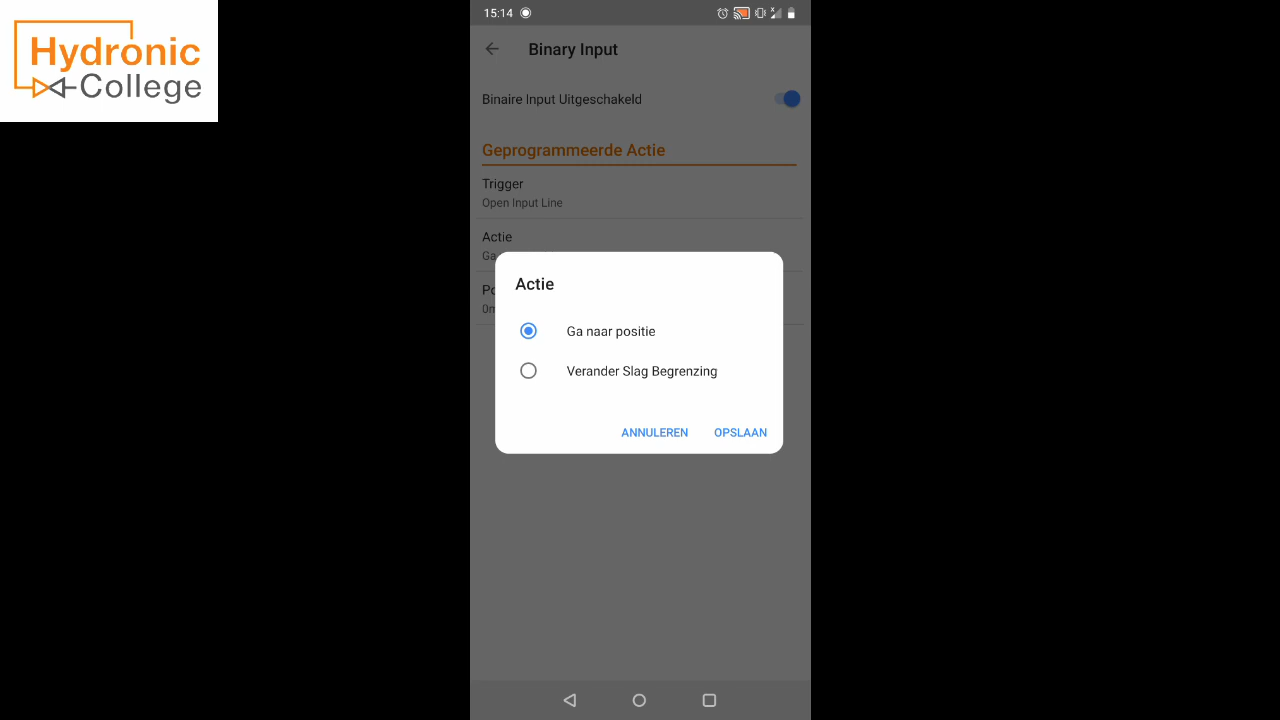 Hydronic
College
15:14
Binary Input
Binaire Input Uitgeschakeld
Geprogrammeerde Actie
Trigger
Open Input Line
Actie
Ga
Actie
Ga naar positie
Verander Slag Begrenzing
ANNULEREN OPSLAAN